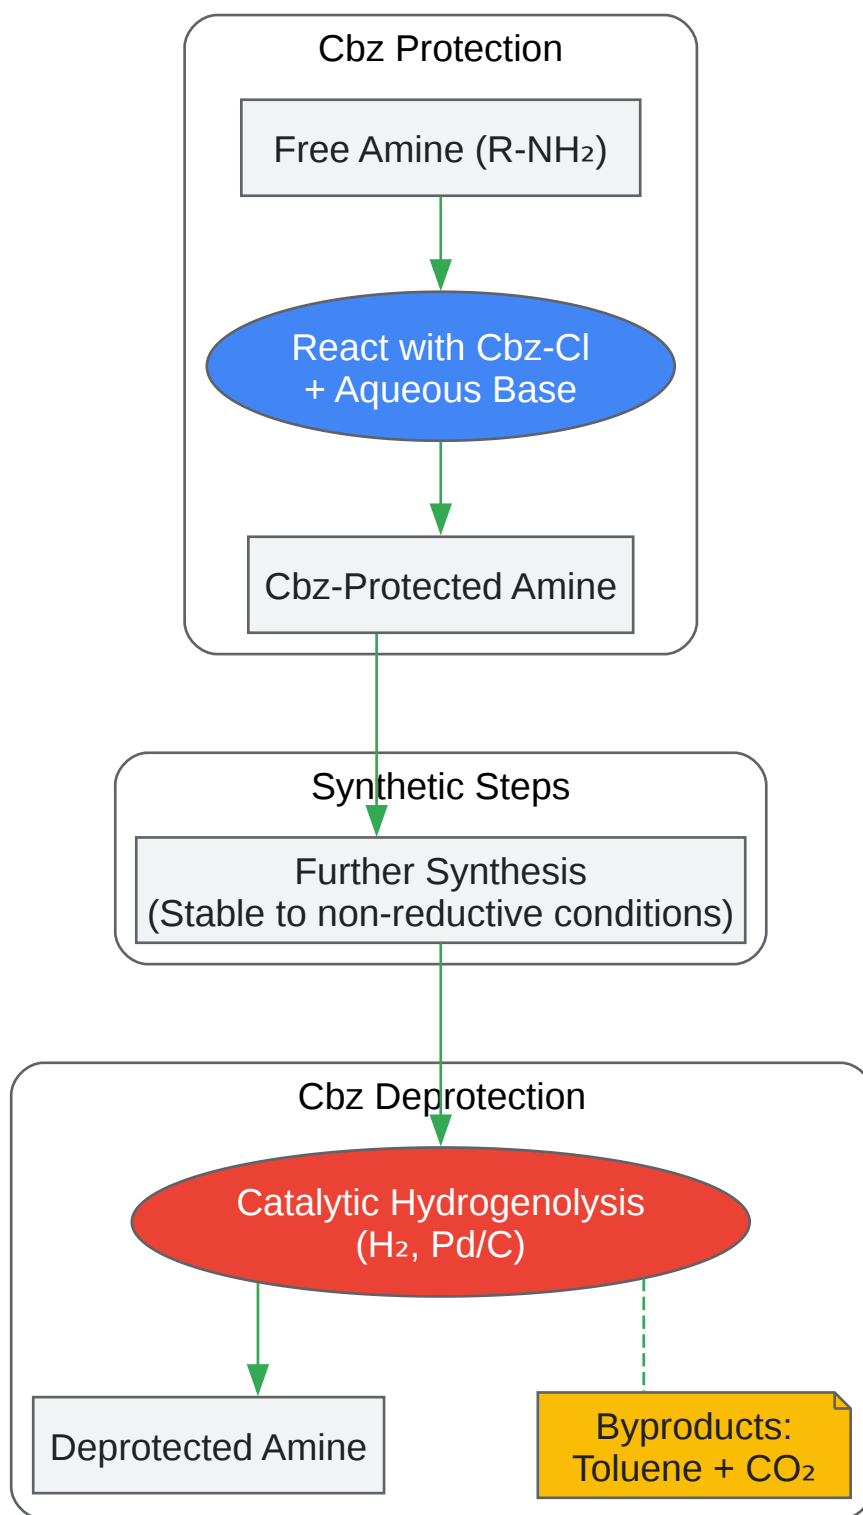 Cbz Protection
Free Amine (R-NH₂)
React with Cbz-Cl
+ Aqueous Base
Cbz-Protected Amine
Synthetic Steps
Further Synthesis
(Stable to non-reductive conditions)
Cbz Deprotection
Catalytic Hydrogenolysis
(H₂, Pd/C)
Deprotected Amine
Byproducts:
Toluene + CO₂